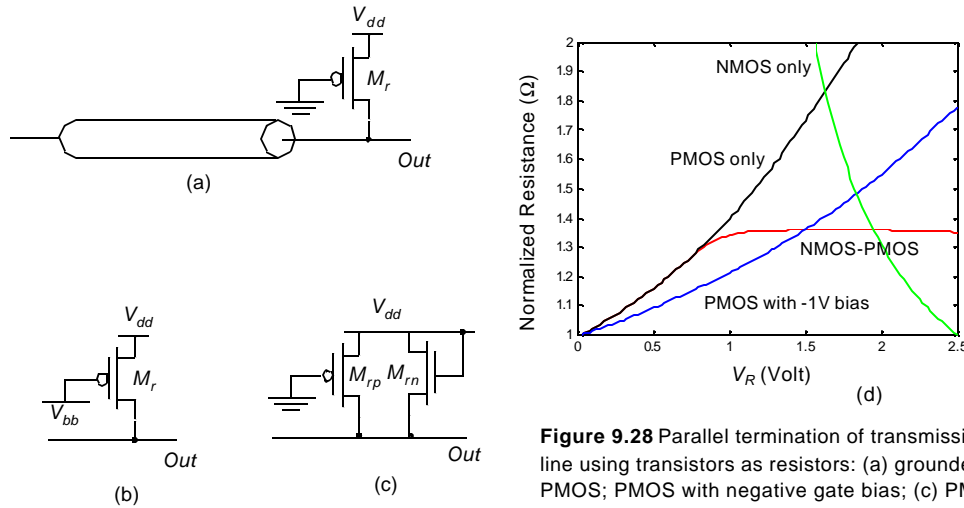 V_dd
M_r
Out
(a)
V_dd
M_r
V_bb
Out
(b)
V_dd
M_rp
M_rn
Out
(c)
Normalized Resistance (Ω)
2
1.9
1.8
1.7
1.6
1.5
1.4
1.3
1.2
1.1
1
NMOS only
PMOS only
NMOS-PMOS
PMOS with -1V bias
0
0.5
1
1.5
2
2.5
V_R (Volt)
(d)
Figure 9.28 Parallel termination of transmissi
line using transistors as resistors: (a) grounde
PMOS; PMOS with negative gate bias; (c) PM